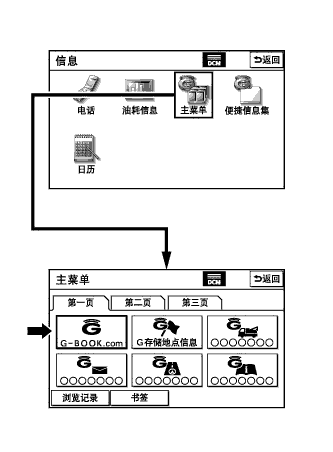 信息 DCM 返回
电话 油耗信息 主菜单 便捷信息集
日历
主菜单 DCM 返回
第一页 第二页 第三页
G-BOOK.com G存储地点信息 ○○○○○○○
○○○○○○○ ○○○○○○○ ○○○○○○○
浏览记录 书签